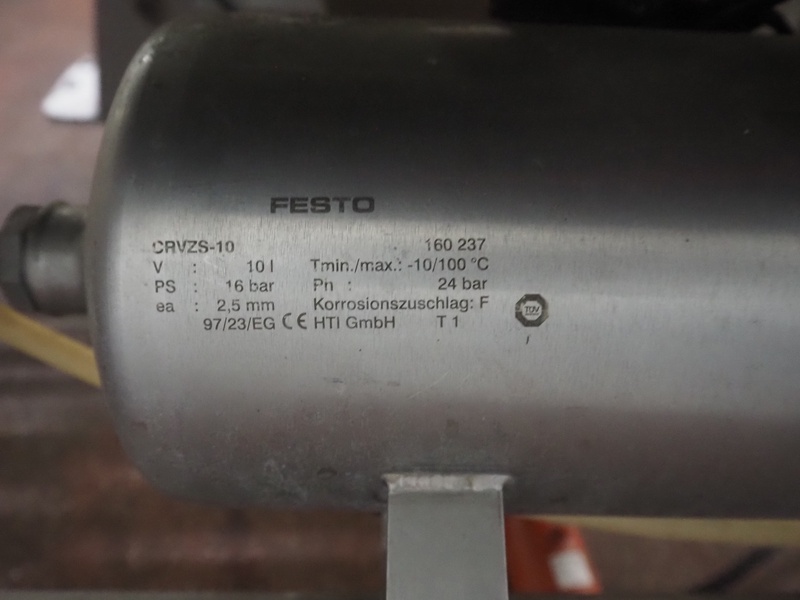 FESTO
CRVZS-10 160 237
V : 10 l Tmin./max.: -10/100 °C
PS : 16 bar Pn : 24 bar
ea : 2,5 mm Korrosionszuschlag: F
97/23/EG CE HTI GmbH T 1
TÜV